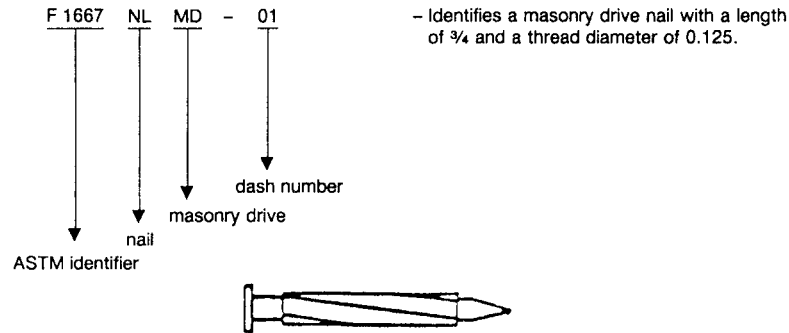 F 1667 NL MD – 01
– Identifies a masonry drive nail with a length
of ¾ and a thread diameter of 0.125.
dash number
masonry drive
nail
ASTM identifier